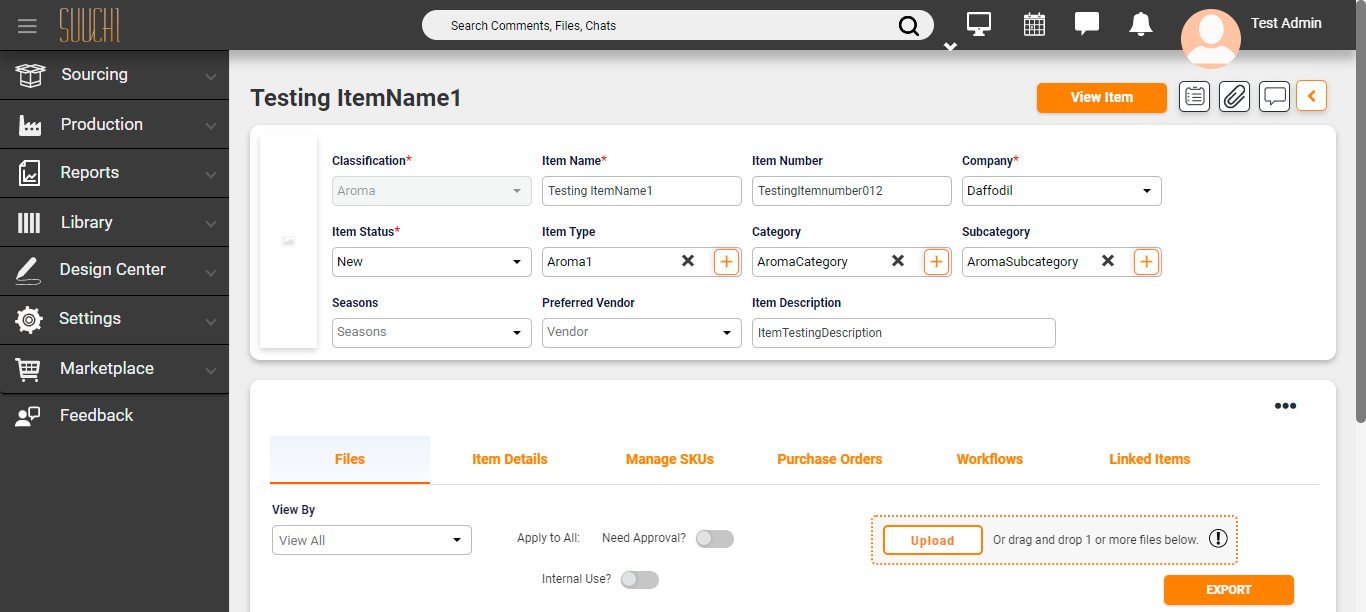 SUUCHI
Search Comments, Files, Chats
Test Admin
Sourcing
Production
Reports
Library
Design Center
Settings
Marketplace
Feedback
Testing ItemName1
View Item
Classification* Item Name* Item Number Company*
Aroma Testing ItemName1 TestingItemnumber012 Daffodil
Item Status* Item Type Category Subcategory
New Aroma1 AromaCategory AromaSubcategory
Seasons Preferred Vendor Item Description
Seasons Vendor ItemTestingDescription
Files Item Details Manage SKUs Purchase Orders Workflows Linked Items
View By
View All Apply to All: Need Approval? Upload Or drag and drop 1 or more files below.
Internal Use?
EXPORT